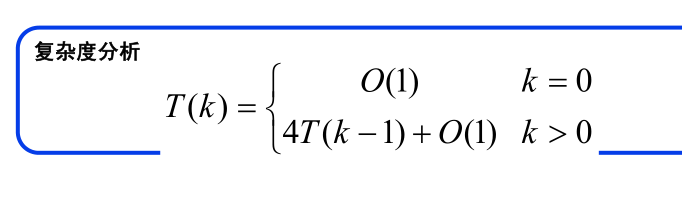 复杂度分析
T(k) = { O(1) k = 0
4T(k − 1) + O(1) k > 0